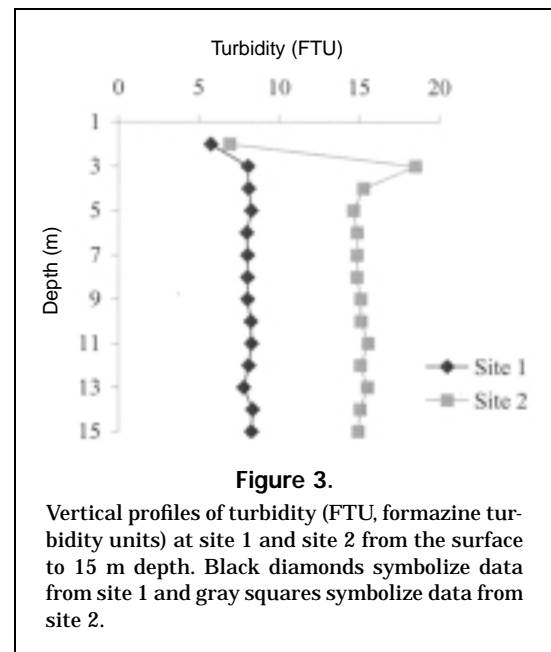 Turbidity (FTU)
0 5 10 15 20
1
3
5
7
9
11
13
15
Depth (m)
Site 1
Site 2
Figure 3.
Vertical profiles of turbidity (FTU, formazine tur-
bidity units) at site 1 and site 2 from the surface
to 15 m depth. Black diamonds symbolize data
from site 1 and gray squares symbolize data from
site 2.